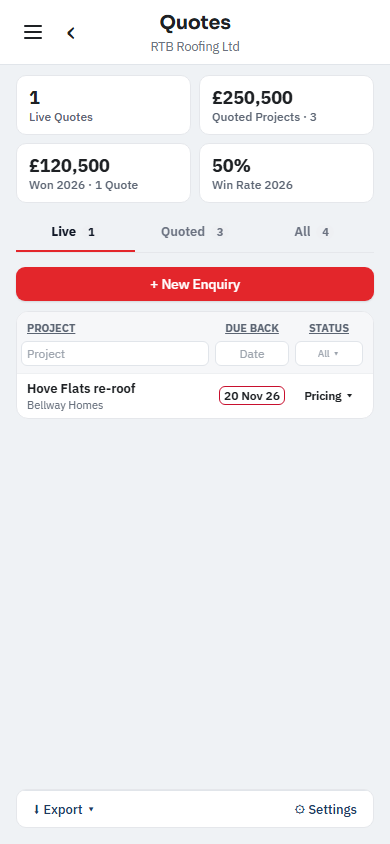 Quotes
RTB Roofing Ltd
1
Live Quotes
£250,500
Quoted Projects · 3
£120,500
Won 2026 · 1 Quote
50%
Win Rate 2026
Live 1
Quoted 3
All 4
+ New Enquiry
PROJECT DUE BACK STATUS
Project Date All
Hove Flats re-roof
Bellway Homes
20 Nov 26 Pricing
Export
Settings